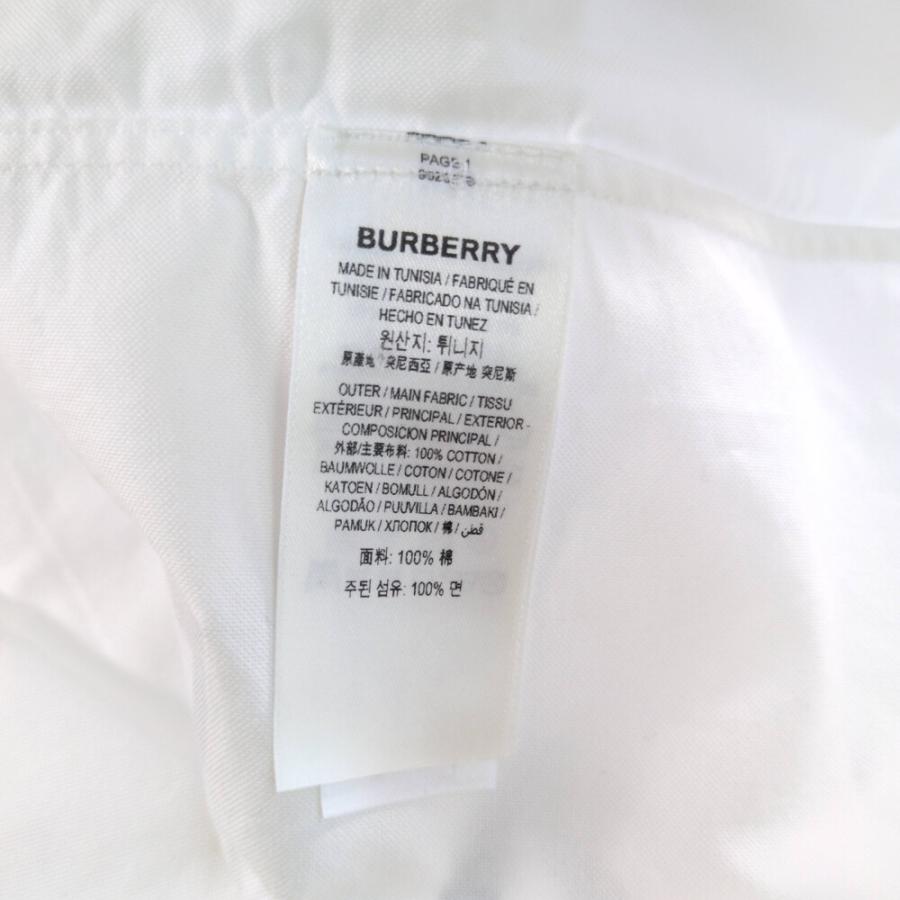 PAGE 1
BURBERRY
MADE IN TUNISIA / FABRIQUÉ EN
TUNISIE / FABRICADO NA TUNISIA /
HECHO EN TUNEZ
원산지: 튀니지
原產地: 突尼西亞 / 原产地 突尼斯
OUTER / MAIN FABRIC / TISSU
EXTÉRIEUR / PRINCIPAL / EXTERIOR -
COMPOSICION PRINCIPAL /
外部/主要布料: 100% COTTON /
BAUMWOLLE / COTON / COTONE /
KATOEN / BOMULL / ALGODÓN /
ALGODÃO / PUUVILLA / BAMBAKI /
PAMUK / ХЛОПОК / 棉 / قطن
面料: 100% 棉
주된 섬유: 100% 면